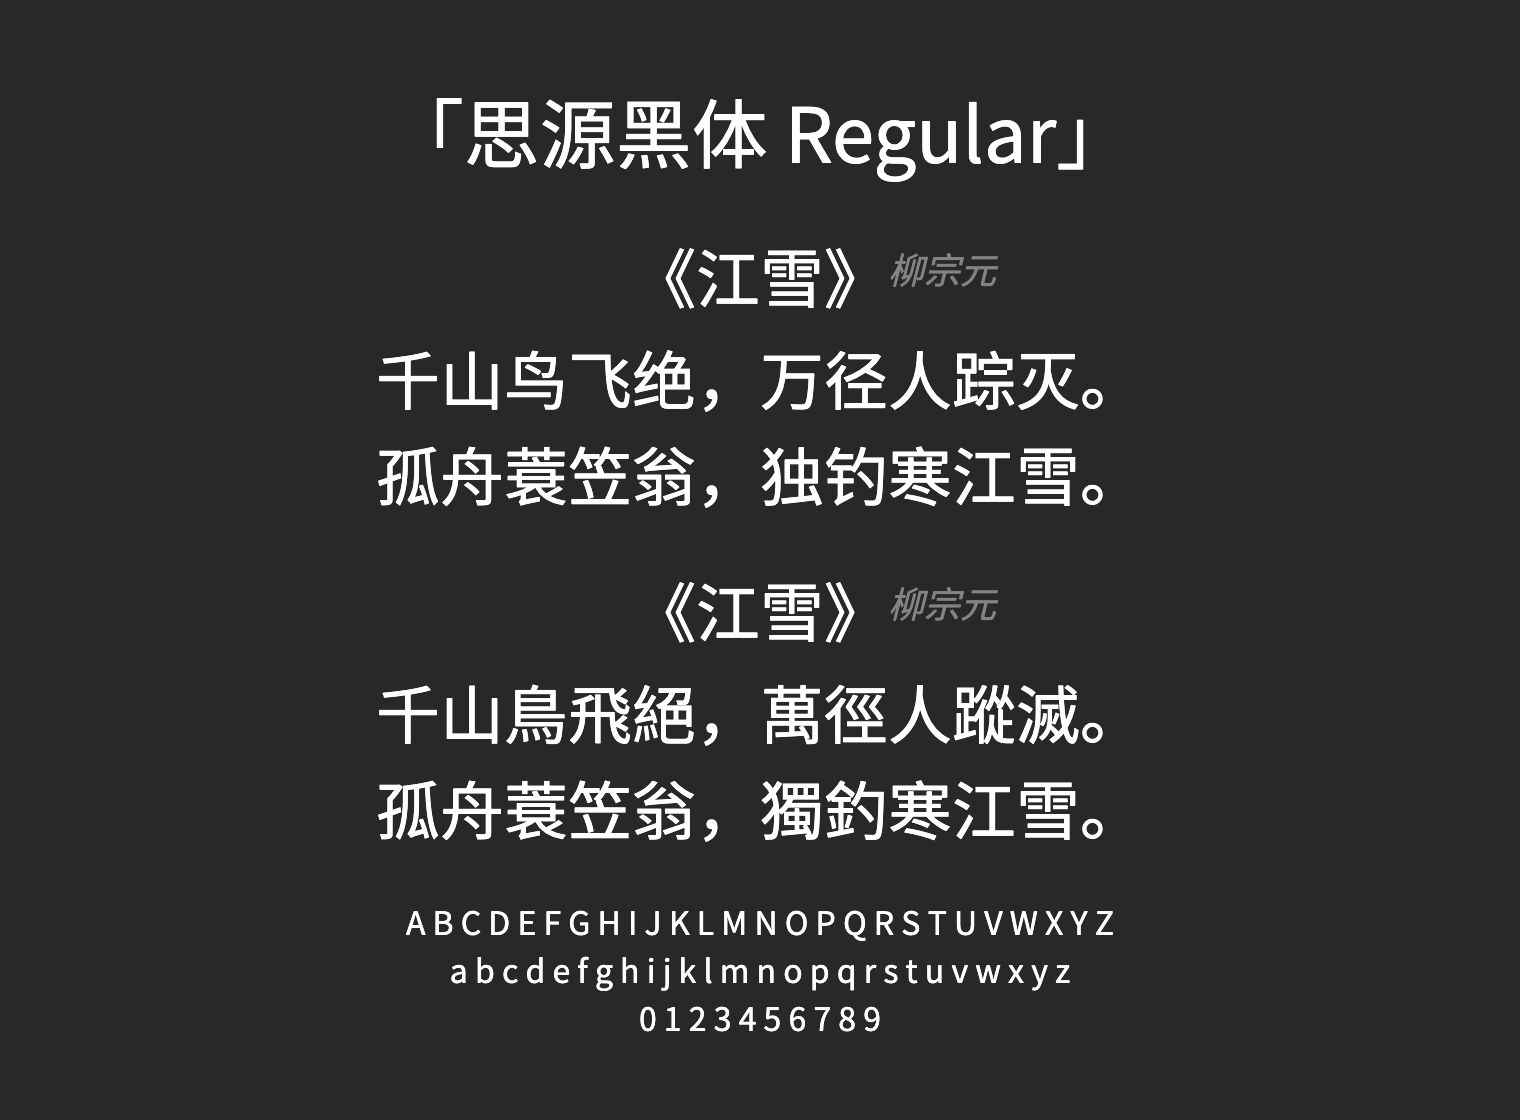 「思源黑体 Regular」
《江雪》 柳宗元
千山鸟飞绝，万径人踪灭。
孤舟蓑笠翁，独钓寒江雪。
《江雪》 柳宗元
千山鳥飛絕，萬徑人蹤滅。
孤舟蓑笠翁，獨釣寒江雪。
A B C D E F G H I J K L M N O P Q R S T U V W X Y Z
a b c d e f g h i j k l m n o p q r s t u v w x y z
0 1 2 3 4 5 6 7 8 9